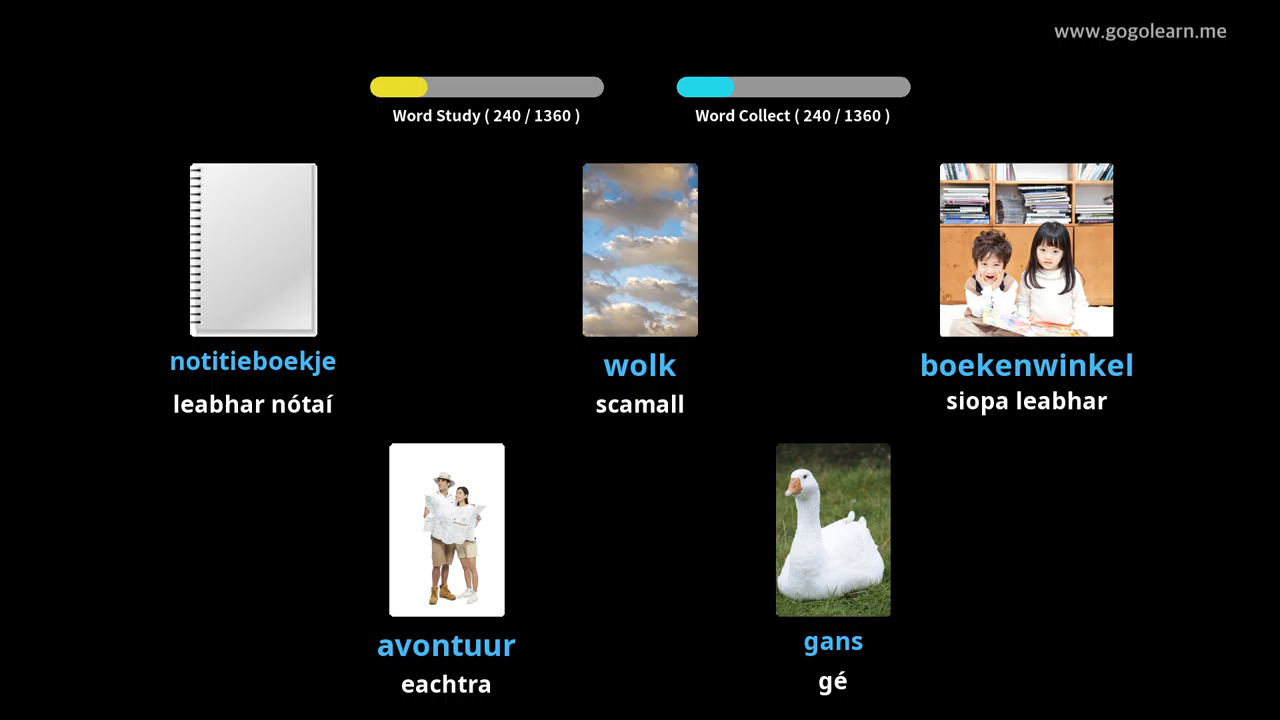 www.gogolearn.me
Word Study ( 240 / 1360 )
Word Collect ( 240 / 1360 )
notitieboekje
leabhar nótaí
wolk
scamall
boekenwinkel
siopa leabhar
avontuur
eachtra
gans
gé